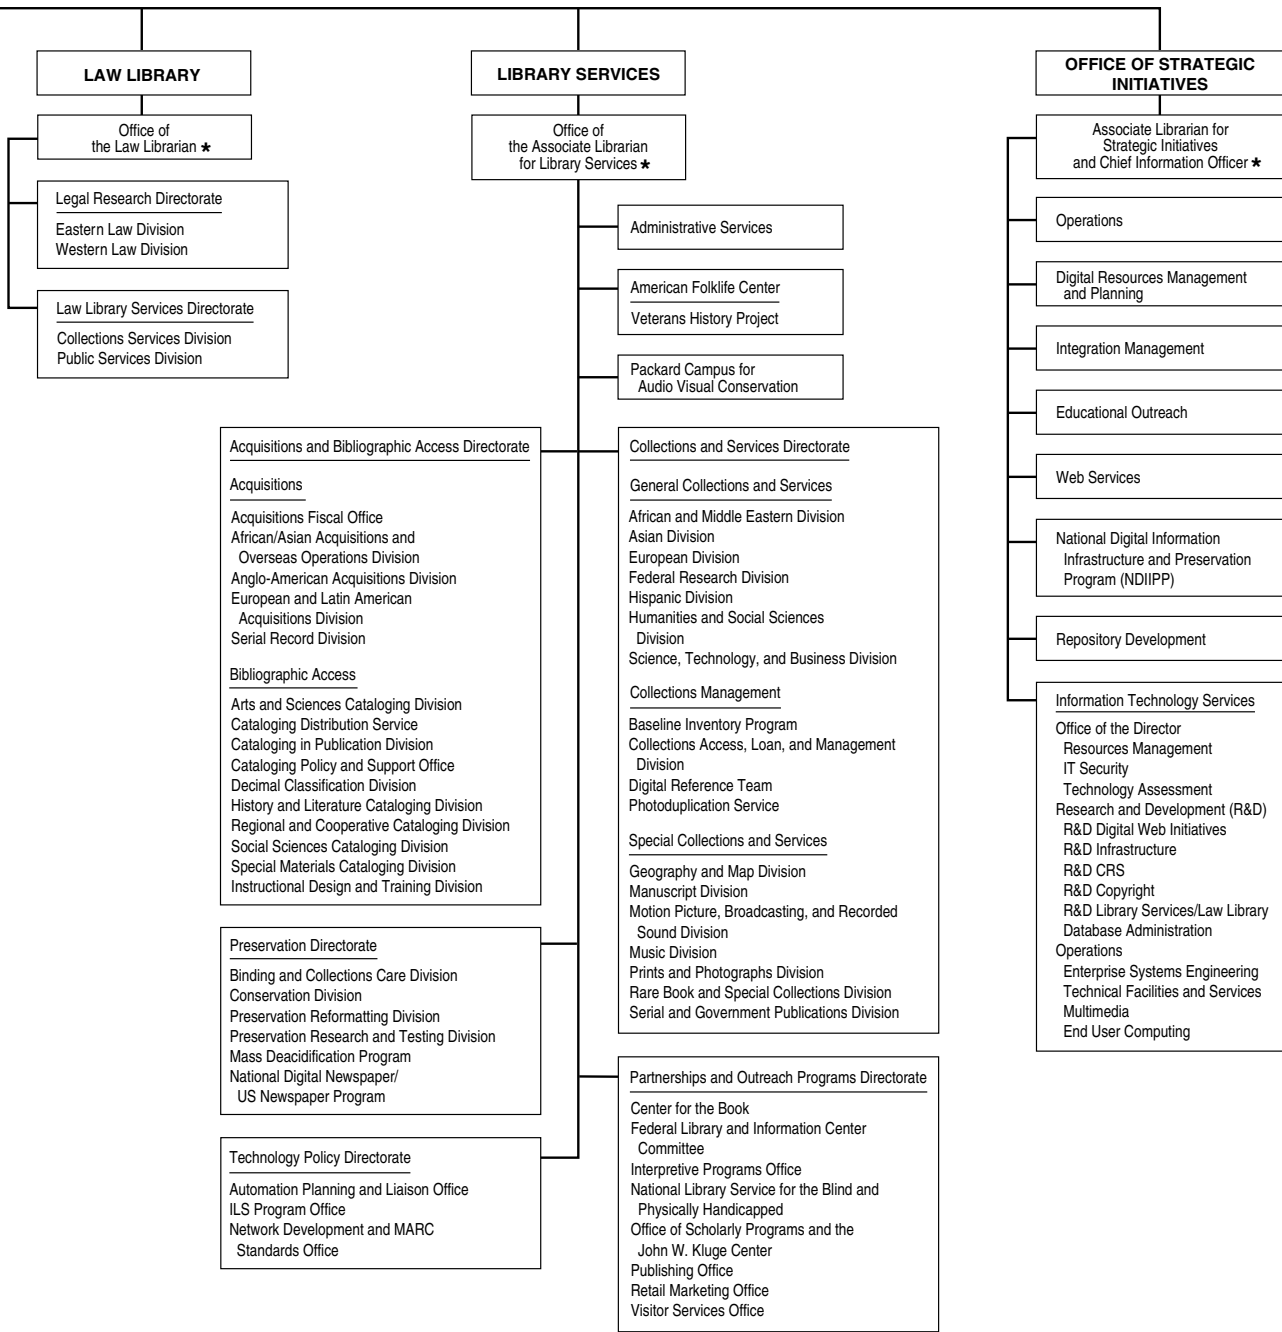 LAW LIBRARY
Office of
the Law Librarian *
Legal Research Directorate
Eastern Law Division
Western Law Division
Law Library Services Directorate
Collections Services Division
Public Services Division
LIBRARY SERVICES
Office of
the Associate Librarian
for Library Services *
Administrative Services
American Folklife Center
Veterans History Project
Packard Campus for
Audio Visual Conservation
Acquisitions and Bibliographic Access Directorate
Acquisitions
Acquisitions Fiscal Office
African/Asian Acquisitions and
Overseas Operations Division
Anglo-American Acquisitions Division
European and Latin American
Acquisitions Division
Serial Record Division
Bibliographic Access
Arts and Sciences Cataloging Division
Cataloging Distribution Service
Cataloging in Publication Division
Cataloging Policy and Support Office
Decimal Classification Division
History and Literature Cataloging Division
Regional and Cooperative Cataloging Division
Social Sciences Cataloging Division
Special Materials Cataloging Division
Instructional Design and Training Division
Preservation Directorate
Binding and Collections Care Division
Conservation Division
Preservation Reformatting Division
Preservation Research and Testing Division
Mass Deacidification Program
National Digital Newspaper/
US Newspaper Program
Technology Policy Directorate
Automation Planning and Liaison Office
ILS Program Office
Network Development and MARC
Standards Office
Collections and Services Directorate
General Collections and Services
African and Middle Eastern Division
Asian Division
European Division
Federal Research Division
Hispanic Division
Humanities and Social Sciences
Division
Science, Technology, and Business Division
Collections Management
Baseline Inventory Program
Collections Access, Loan, and Management
Division
Digital Reference Team
Photoduplication Service
Special Collections and Services
Geography and Map Division
Manuscript Division
Motion Picture, Broadcasting, and Recorded
Sound Division
Music Division
Prints and Photographs Division
Rare Book and Special Collections Division
Serial and Government Publications Division
Partnerships and Outreach Programs Directorate
Center for the Book
Federal Library and Information Center
Committee
Interpretive Programs Office
National Library Service for the Blind and
Physically Handicapped
Office of Scholarly Programs and the
John W. Kluge Center
Publishing Office
Retail Marketing Office
Visitor Services Office
OFFICE OF STRATEGIC
INITIATIVES
Associate Librarian for
Strategic Initiatives
and Chief Information Officer *
Operations
Digital Resources Management
and Planning
Integration Management
Educational Outreach
Web Services
National Digital Information
Infrastructure and Preservation
Program (NDIIPP)
Repository Development
Information Technology Services
Office of the Director
Resources Management
IT Security
Technology Assessment
Research and Development (R&D)
R&D Digital Web Initiatives
R&D Infrastructure
R&D CRS
R&D Copyright
R&D Library Services/Law Library
Database Administration
Operations
Enterprise Systems Engineering
Technical Facilities and Services
Multimedia
End User Computing